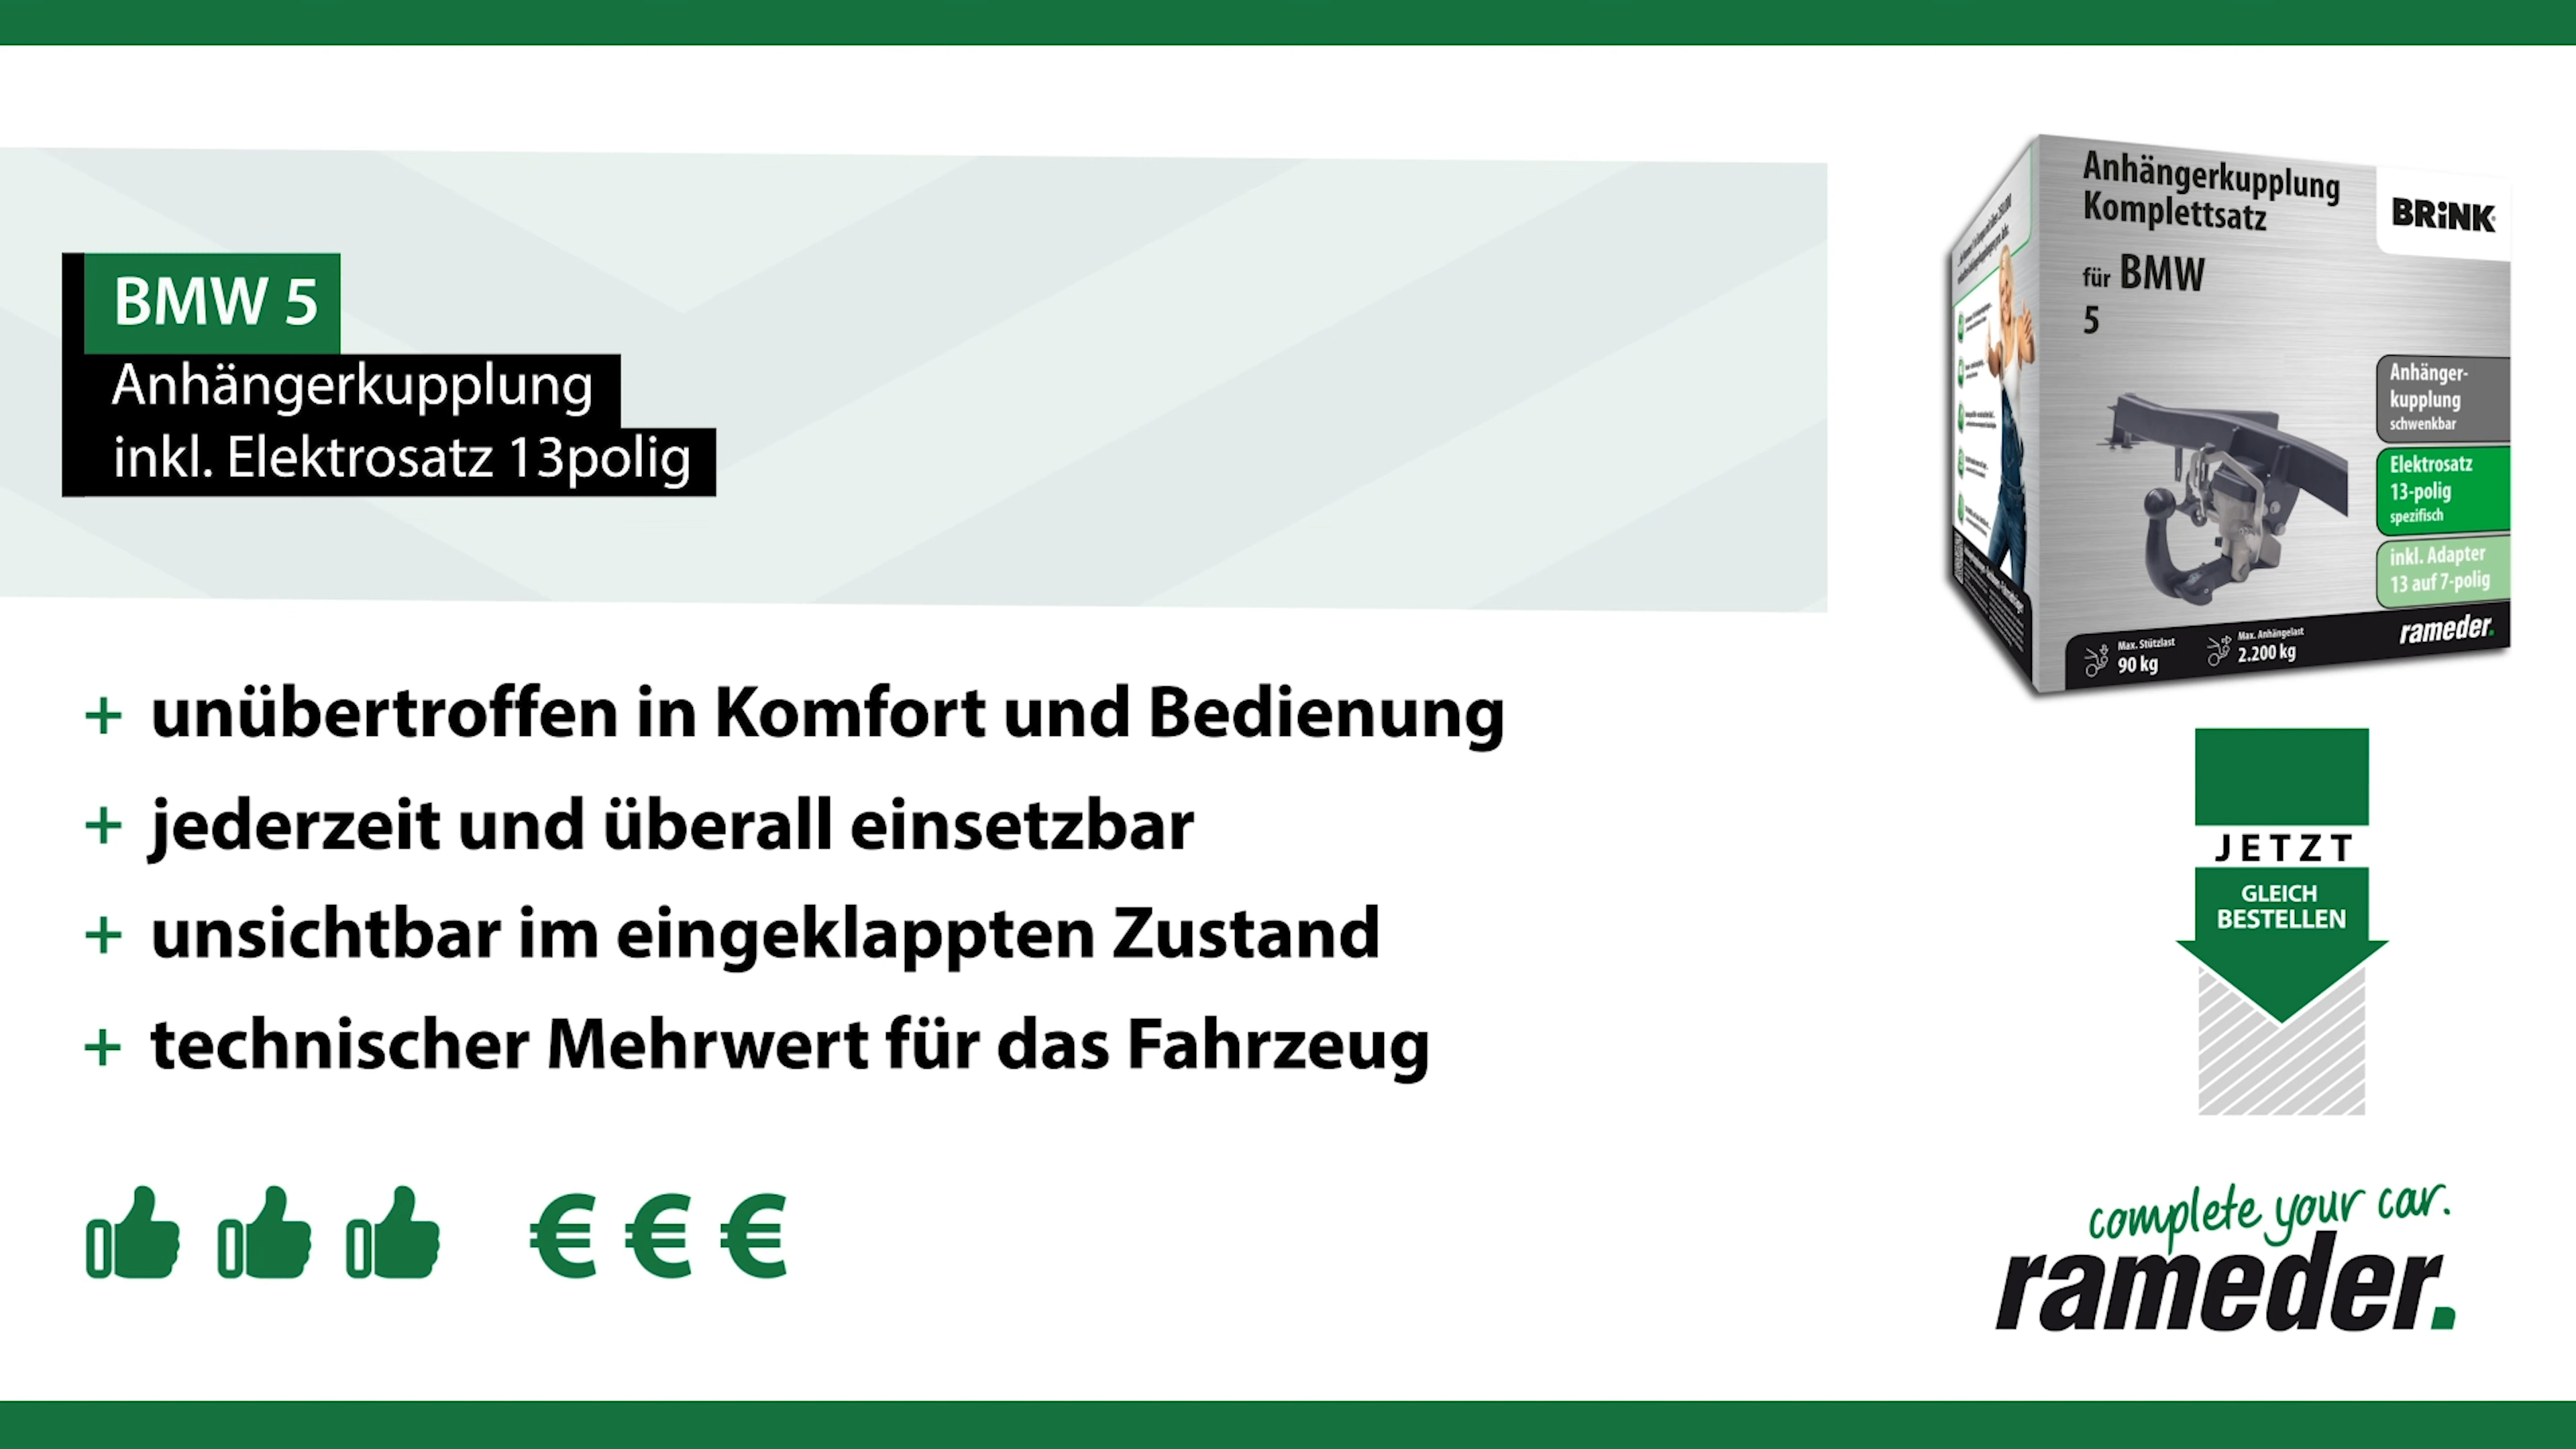 BMW 5
Anhängerkupplung
inkl. Elektrosatz 13polig
+ unübertroffen in Komfort und Bedienung
+ jederzeit und überall einsetzbar
+ unsichtbar im eingeklappten Zustand
+ technischer Mehrwert für das Fahrzeug
€ € €
Anhängerkupplung
Komplettsatz
BRiNK
für BMW
5
Anhänger-
kupplung
schwenkbar
Elektrosatz
13-polig
spezifisch
inkl. Adapter
13 auf 7-polig
Max. Stützlast
90 kg
Max. Anhängelast
2.200 kg
rameder.
JETZT
GLEICH
BESTELLEN
complete your car.
rameder.